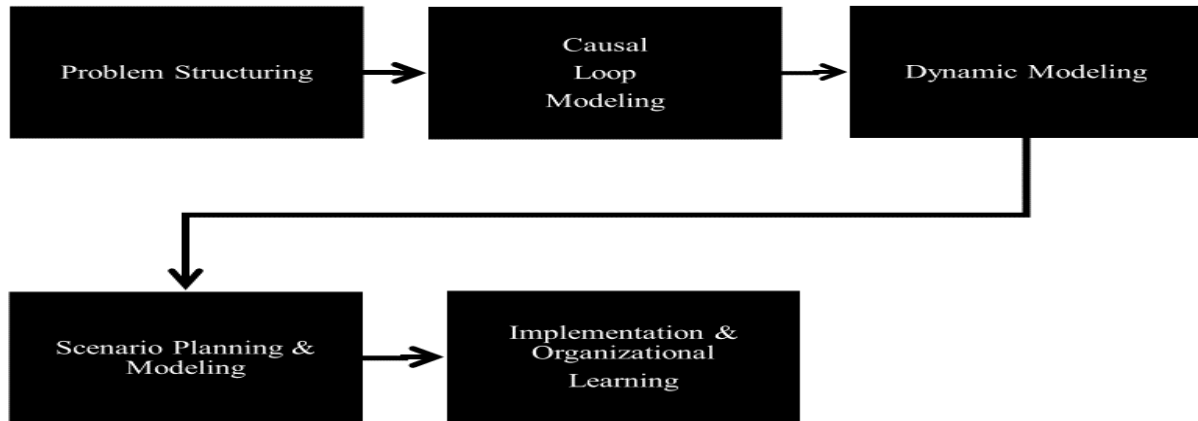 Problem Structuring
Causal
Loop
Modeling
Dynamic Modeling
Scenario Planning &
Modeling
Implementation &
Organizational
Learning